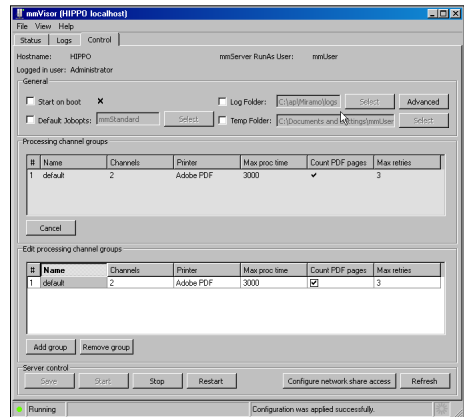 mmVisor (HIPPO localhost)
File View Help
Status Logs Control
Hostname: HIPPO mmServer RunAs User: mmUser
Logged in user: Administrator
General
Start on boot Log Folder: C:\ap\Miramo\logs Select Advanced
Default Jobopts: mmStandard Select Temp Folder: C:\Documents and Settings\mmUser Select
Processing channel groups
# Name Channels Printer Max proc time Count PDF pages Max retries
1 default 2 Adobe PDF 3000 3
Cancel
Edit processing channel groups
# Name Channels Printer Max proc time Count PDF pages Max retries
1 default 2 Adobe PDF 3000 3
Add group Remove group
Server control
Save Start Stop Restart Configure network share access Refresh
Running Configuration was applied successfully.